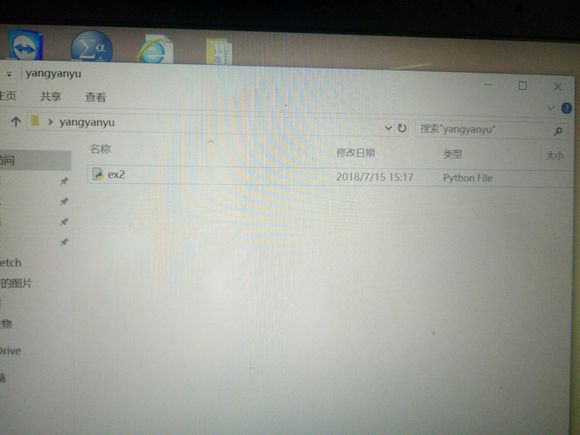 yangyanyu
主页 共享 查看
yangyanyu 搜索"yangyanyu"
名称 修改日期 类型 大小
ex2 2018/7/15 15:17 Python File
访问
etch
的图片
物
Drive